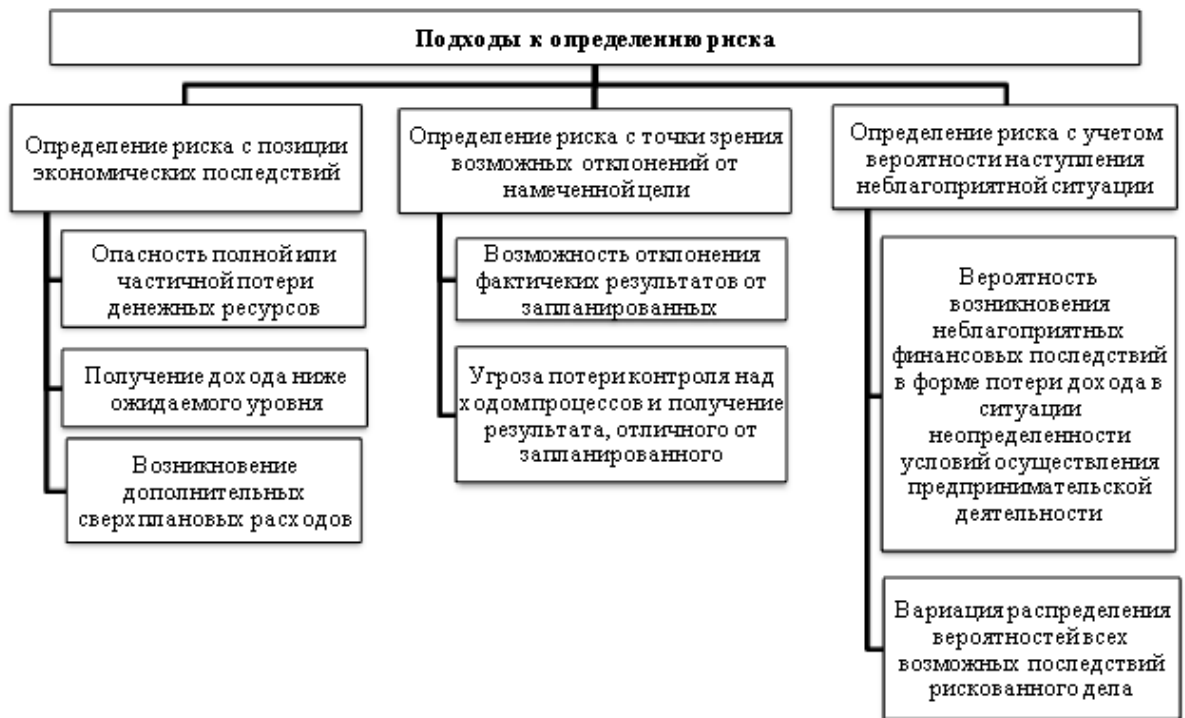 Подходы к определению риска
Определение риска с позиции
экономических последствий
Опасность полной или
частичной потери
денежных ресурсов
Получение дохода ниже
ожидаемого уровня
Возникновение
дополнительных
сверхплановых расходов
Определение риска с точки зрения
возможных отклонений от
намеченной цели
Возможность отклонения
фактичеких результатов от
запланированных
Угроза потери контроля над
ходом процессов и получение
результата, отличного от
запланированного
Определение риска с учетом
вероятности наступления
неблагоприятной ситуации
Вероятность
возникновения
неблагоприятных
финансовых последствий
в форме потери дохода в
ситуации
неопределенности
условий осуществления
предпринимательской
деятельности
Вариация распределения
вероятностей всех
возможных последствий
рискованного дела